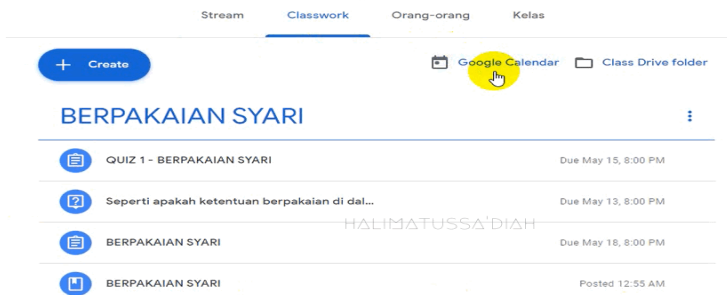 Stream Classwork Orang-orang Kelas
+ Create Google Calendar Class Drive folder
BERPAKAIAN SYARI
QUIZ 1 - BERPAKAIAN SYARI Due May 15, 8:00 PM
Seperti apakah ketentuan berpakaian di dal... Due May 13, 8:00 PM
HALIMATUSSA'DIAH
BERPAKAIAN SYARI Due May 18, 8:00 PM
BERPAKAIAN SYARI Posted 12:55 AM